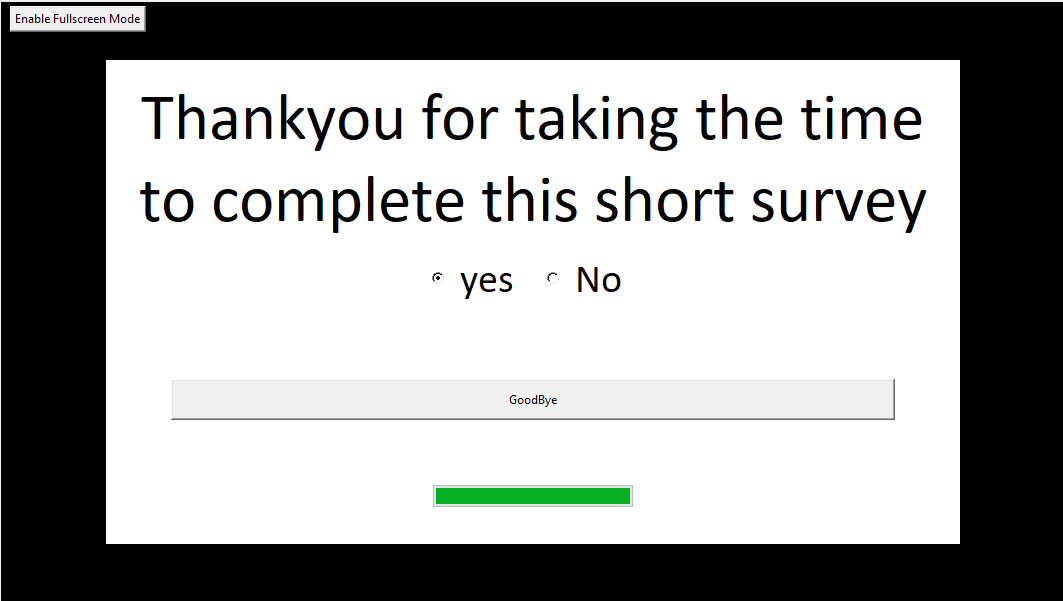 Enable Fullscreen Mode
Thankyou for taking the time
to complete this short survey
yes No
GoodBye